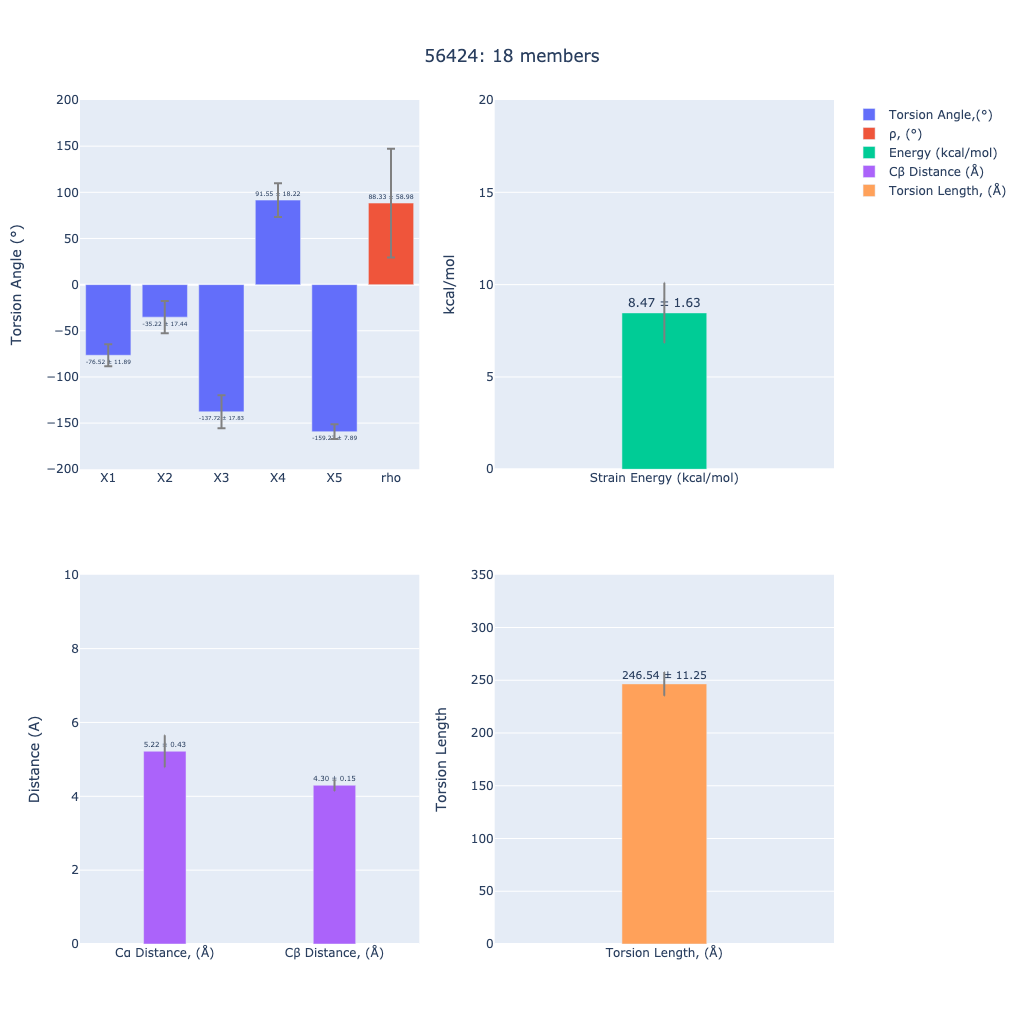 56424: 18 members
Torsion Angle (°)
200
150
100
50
0
−50
−100
−150
−200
-76.52 ± 11.89
-35.22 ± 17.44
-137.72 ± 17.83
91.55 ± 18.22
88.33 ± 58.98
X1
X2
X3
X4
X5
rho
kcal/mol
20
15
10
5
0
8.47 ± 1.63
Strain Energy (kcal/mol)
Torsion Angle,(°)
ρ, (°)
Energy (kcal/mol)
Cβ Distance (Å)
Torsion Length, (Å)
Distance (A)
10
8
6
4
2
0
5.22 ± 0.43
4.30 ± 0.15
Cα Distance, (Å)
Cβ Distance, (Å)
Torsion Length
350
300
250
200
150
100
50
0
246.54 ± 11.25
Torsion Length, (Å)